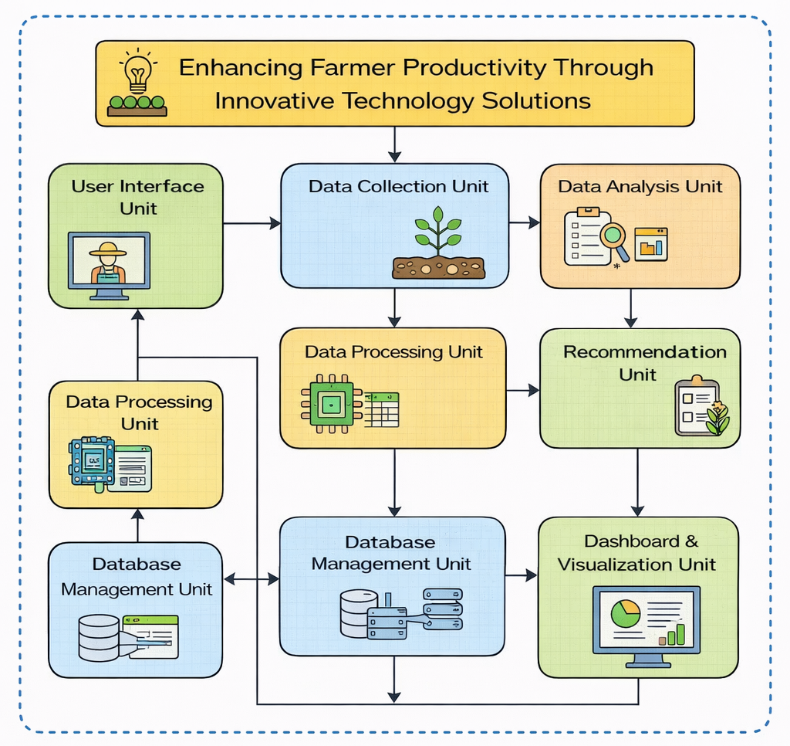 Enhancing Farmer Productivity Through
Innovative Technology Solutions
User Interface
Unit
Data Collection Unit
Data Analysis Unit
Data Processing Unit
Recommendation
Unit
Data Processing
Unit
Database
Management Unit
Database
Management Unit
Dashboard &
Visualization Unit